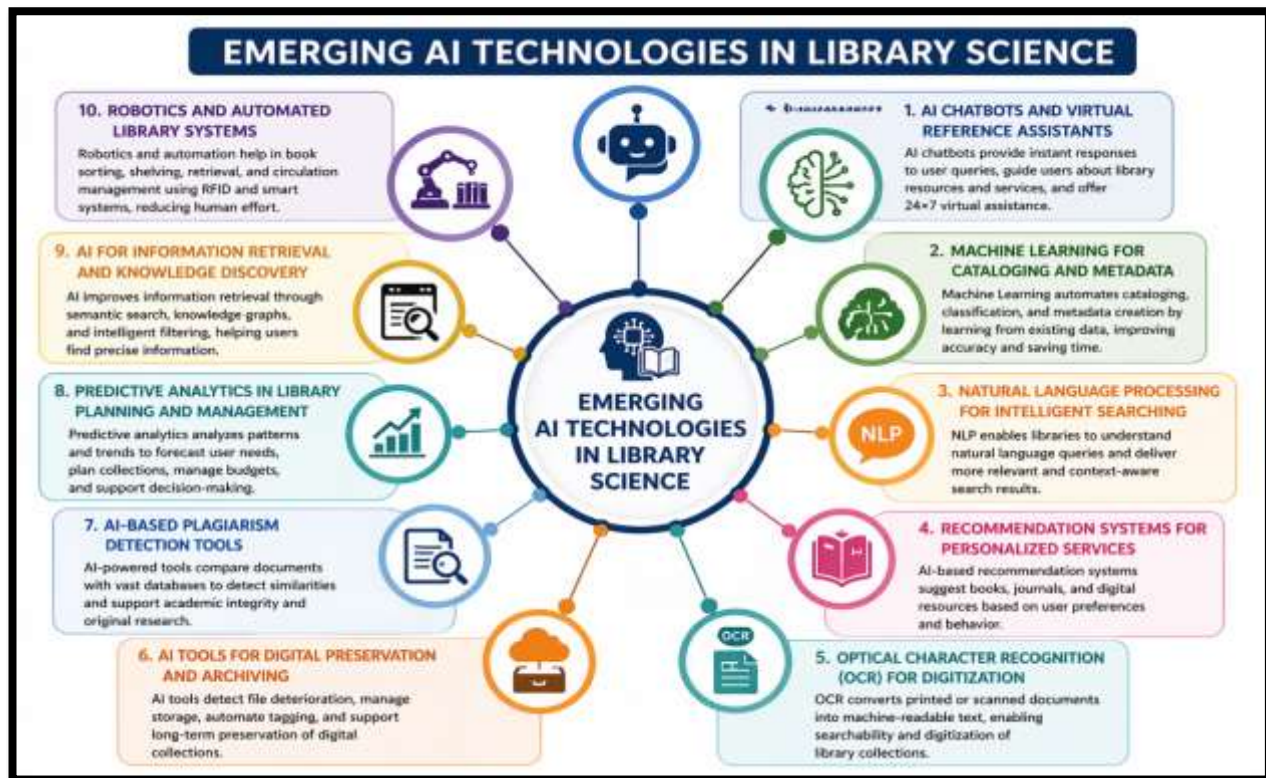 EMERGING AI TECHNOLOGIES IN LIBRARY SCIENCE
1. AI CHATBOTS AND VIRTUAL
REFERENCE ASSISTANTS
AI chatbots provide instant responses
to user queries, guide users about library
resources and services, and offer
24×7 virtual assistance.
2. MACHINE LEARNING FOR
CATALOGING AND METADATA
Machine Learning automates cataloging,
classification, and metadata creation by
learning from existing data, improving
accuracy and saving time.
3. NATURAL LANGUAGE PROCESSING
FOR INTELLIGENT SEARCHING
NLP enables libraries to understand
natural language queries and deliver
more relevant and context-aware
search results.
NLP
4. RECOMMENDATION SYSTEMS FOR
PERSONALIZED SERVICES
AI-based recommendation systems
suggest books, journals, and digital
resources based on user preferences
and behavior.
5. OPTICAL CHARACTER RECOGNITION
(OCR) FOR DIGITIZATION
OCR converts printed or scanned documents
into machine-readable text, enabling
searchability and digitization of
library collections.
OCR
6. AI TOOLS FOR DIGITAL PRESERVATION
AND ARCHIVING
AI tools detect file deterioration, manage
storage, automate tagging, and support
long-term preservation of digital
collections.
7. AI-BASED PLAGIARISM
DETECTION TOOLS
AI-powered tools compare documents
with vast databases to detect similarities
and support academic integrity and
original research.
8. PREDICTIVE ANALYTICS IN LIBRARY
PLANNING AND MANAGEMENT
Predictive analytics analyzes patterns
and trends to forecast user needs,
plan collections, manage budgets,
and support decision-making.
9. AI FOR INFORMATION RETRIEVAL
AND KNOWLEDGE DISCOVERY
AI improves information retrieval through
semantic search, knowledge graphs,
and intelligent filtering, helping users
find precise information.
10. ROBOTICS AND AUTOMATED
LIBRARY SYSTEMS
Robotics and automation help in book
sorting, shelving, retrieval, and circulation
management using RFID and smart
systems, reducing human effort.
EMERGING
AI TECHNOLOGIES
IN LIBRARY
SCIENCE